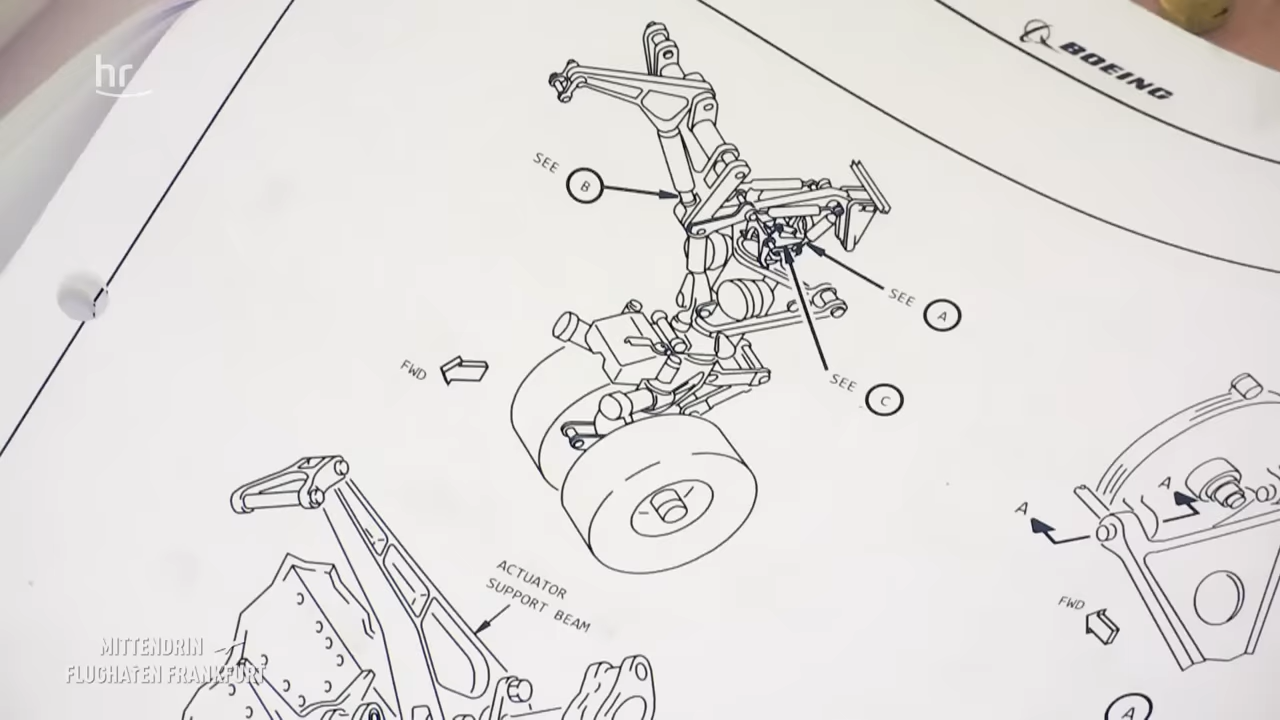 hr
BOEING
SEE B
SEE A
SEE C
FWD
A
A
ACTUATOR
SUPPORT BEAM
FWD
A
MITTENDRIN
FLUGHAFEN FRANKFURT